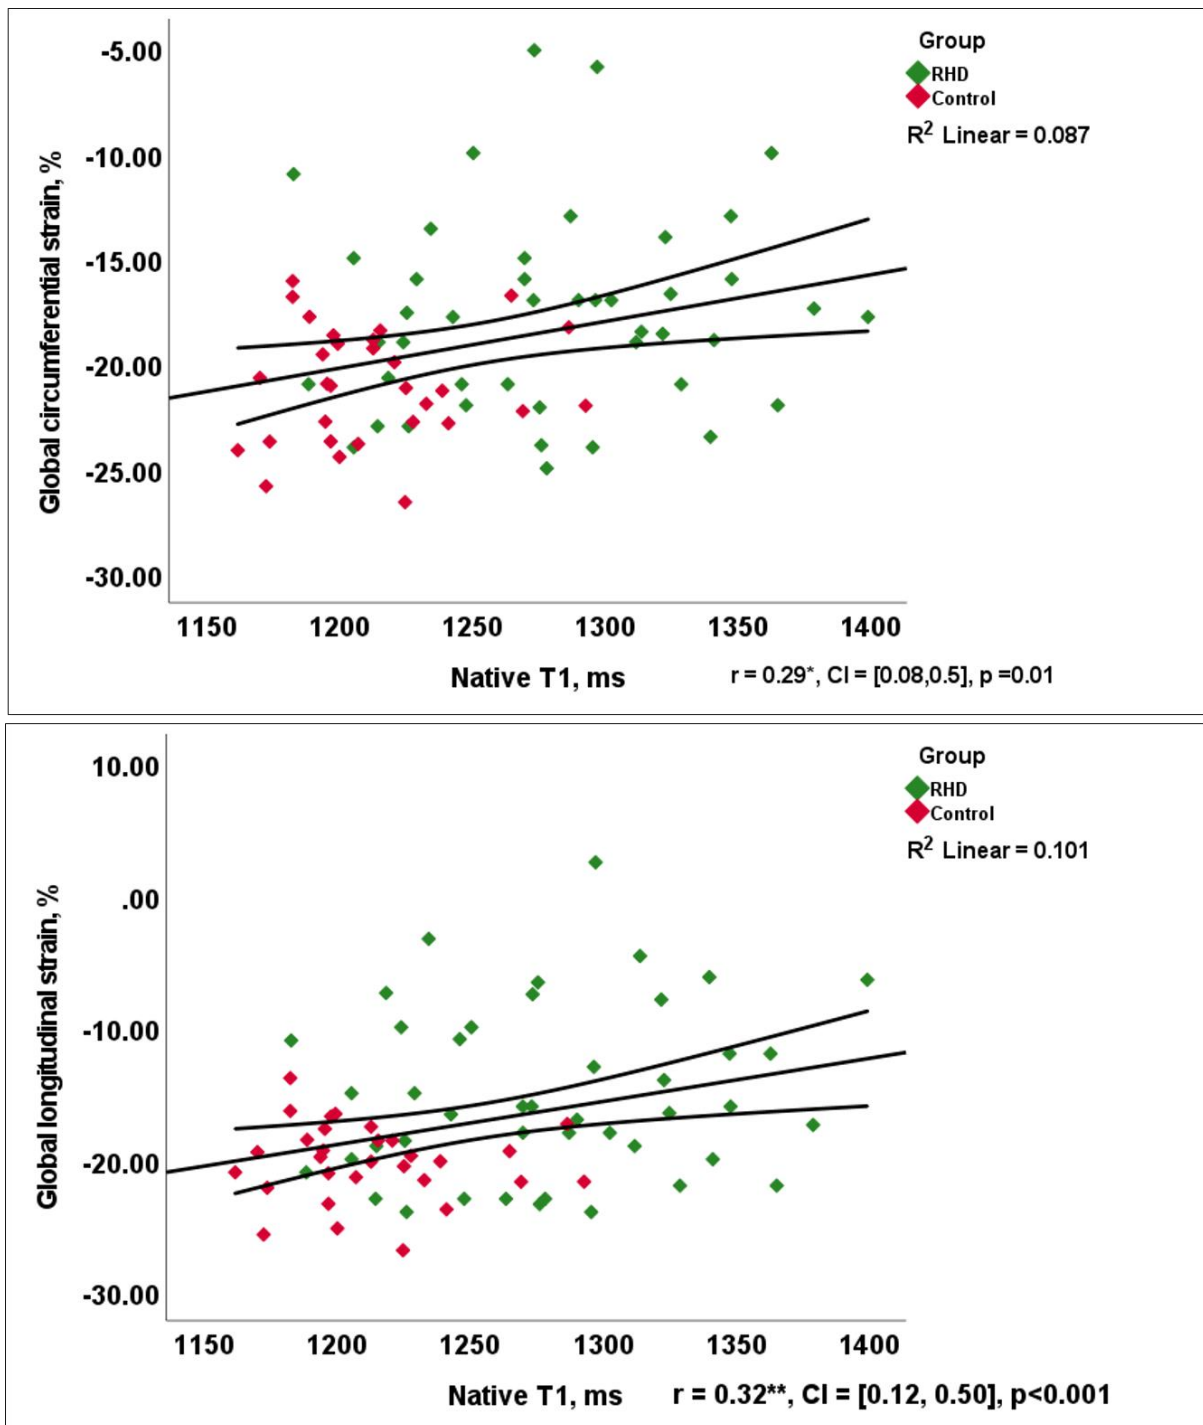 Group
RHD
Control
R² Linear = 0.087
Global circumferential strain, %
-5.00
-10.00
-15.00
-20.00
-25.00
-30.00
1150 1200 1250 1300 1350 1400
Native T1, ms
r = 0.29*, CI = [0.08,0.5], p =0.01
Group
RHD
Control
R² Linear = 0.101
Global longitudinal strain, %
10.00
.00
-10.00
-20.00
-30.00
1150 1200 1250 1300 1350 1400
Native T1, ms
r = 0.32**, CI = [0.12, 0.50], p<0.001